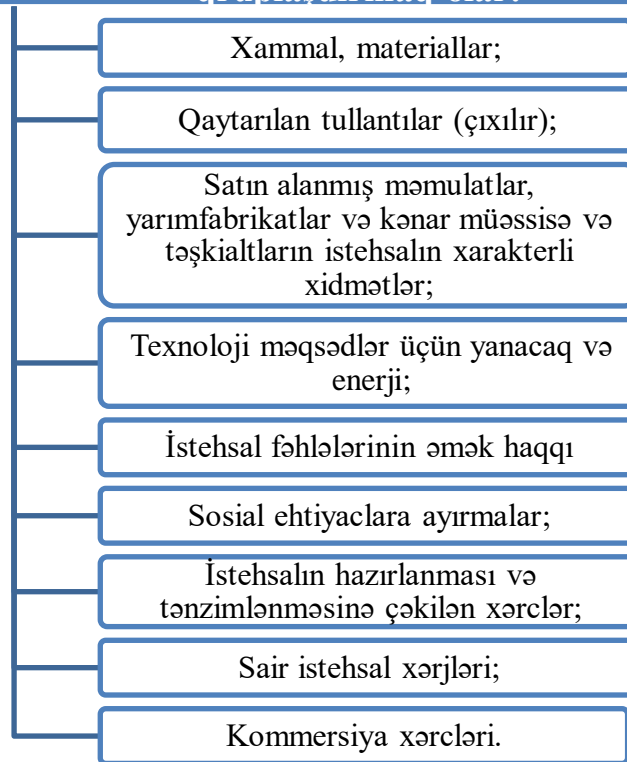 olar:
Xammal, materiallar;
Qaytarılan tullantılar (çıxılır);
Satın alanmış məmulatlar,
yarımfabrikatlar və kənar müəssisə və
təşkialtların istehsalın xarakterli
xidmətlər;
Texnoloji məqsədlər üçün yanacaq və
enerji;
İstehsal fəhlələrinin əmək haqqı
Sosial ehtiyaclara ayırmalar;
İstehsalın hazırlanması və
tənzimlənməsinə çəkilən xərclər;
Sair istehsal xərjləri;
Kommersiya xərcləri.